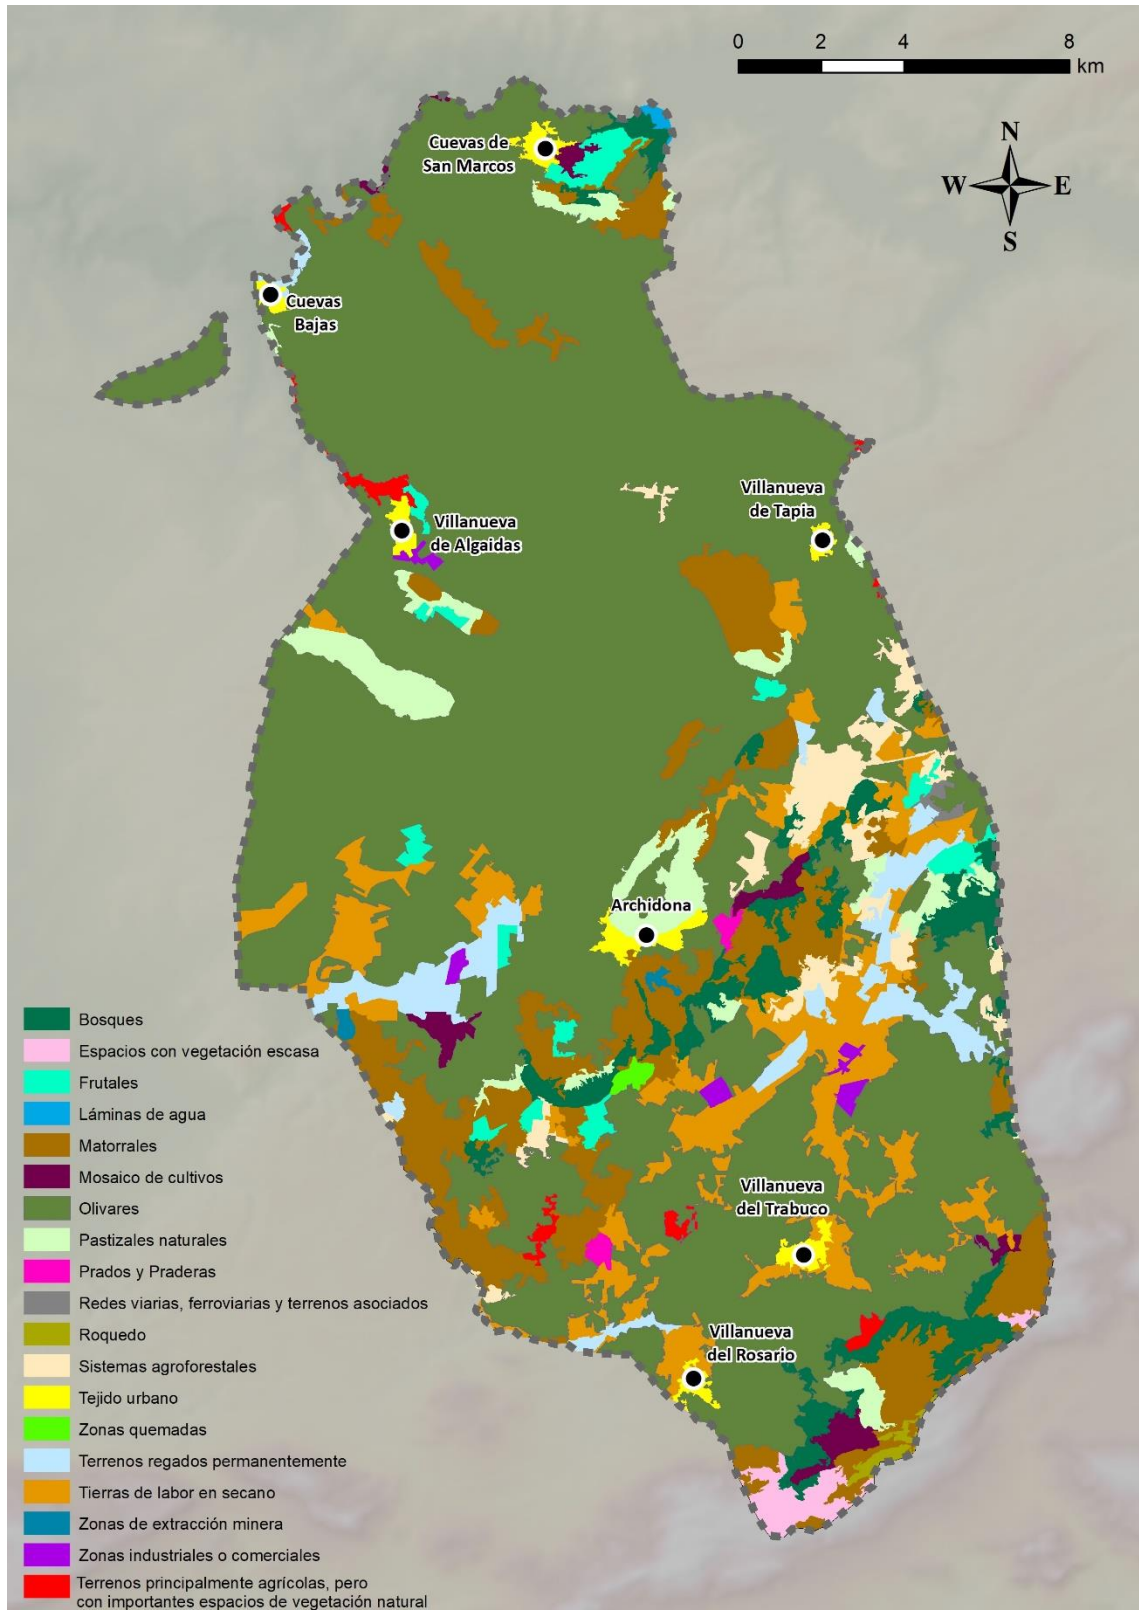 0 2 4 8
km
N
W E
S
Cuevas de
San Marcos
Cuevas
Bajas
Villanueva
de Algaidas
Villanueva
de Tapia
Archidona
Villanueva
del Trabuco
Villanueva
del Rosario
Bosques
Espacios con vegetación escasa
Frutales
Láminas de agua
Matorrales
Mosaico de cultivos
Olivares
Pastizales naturales
Prados y Praderas
Redes viarias, ferroviarias y terrenos asociados
Roquedo
Sistemas agroforestales
Tejido urbano
Zonas quemadas
Terrenos regados permanentemente
Tierras de labor en secano
Zonas de extracción minera
Zonas industriales o comerciales
Terrenos principalmente agrícolas, pero
con importantes espacios de vegetación natural